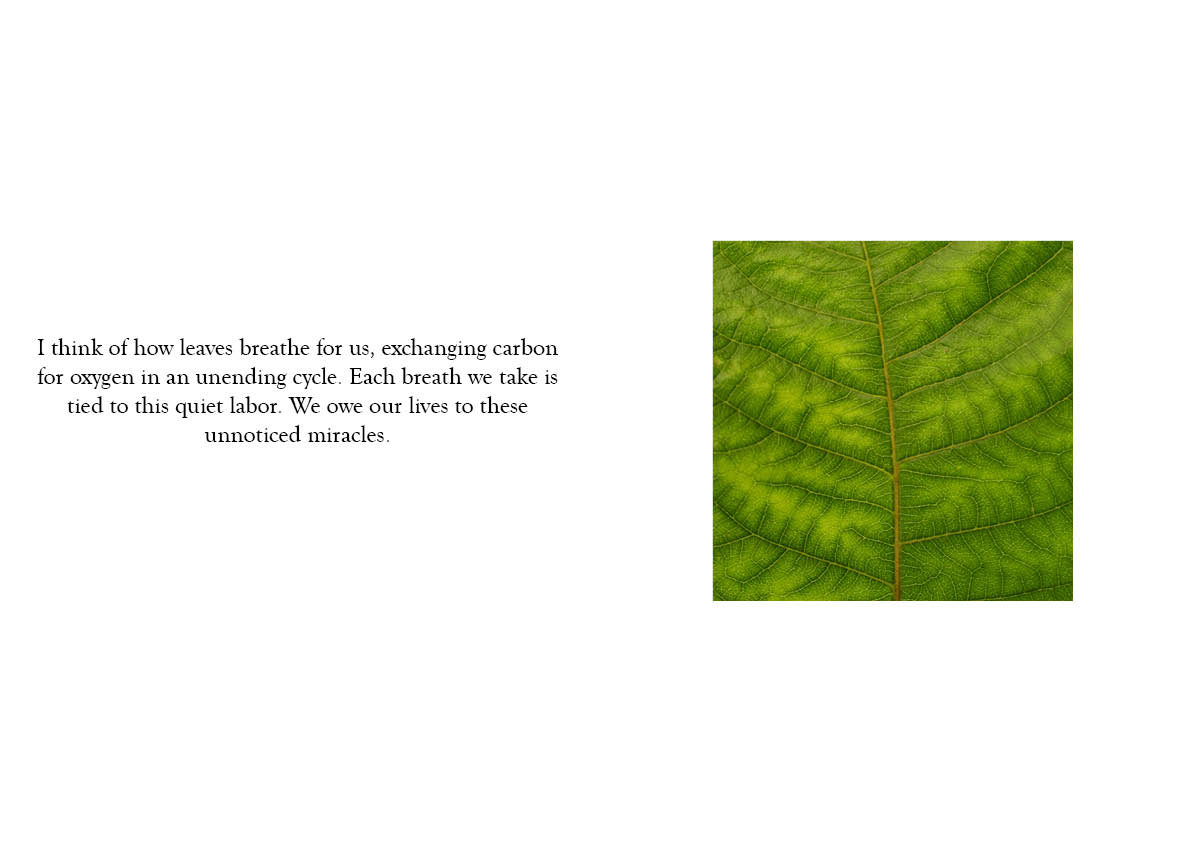 I think of how leaves breathe for us, exchanging carbon
for oxygen in an unending cycle. Each breath we take is
tied to this quiet labor. We owe our lives to these
unnoticed miracles.